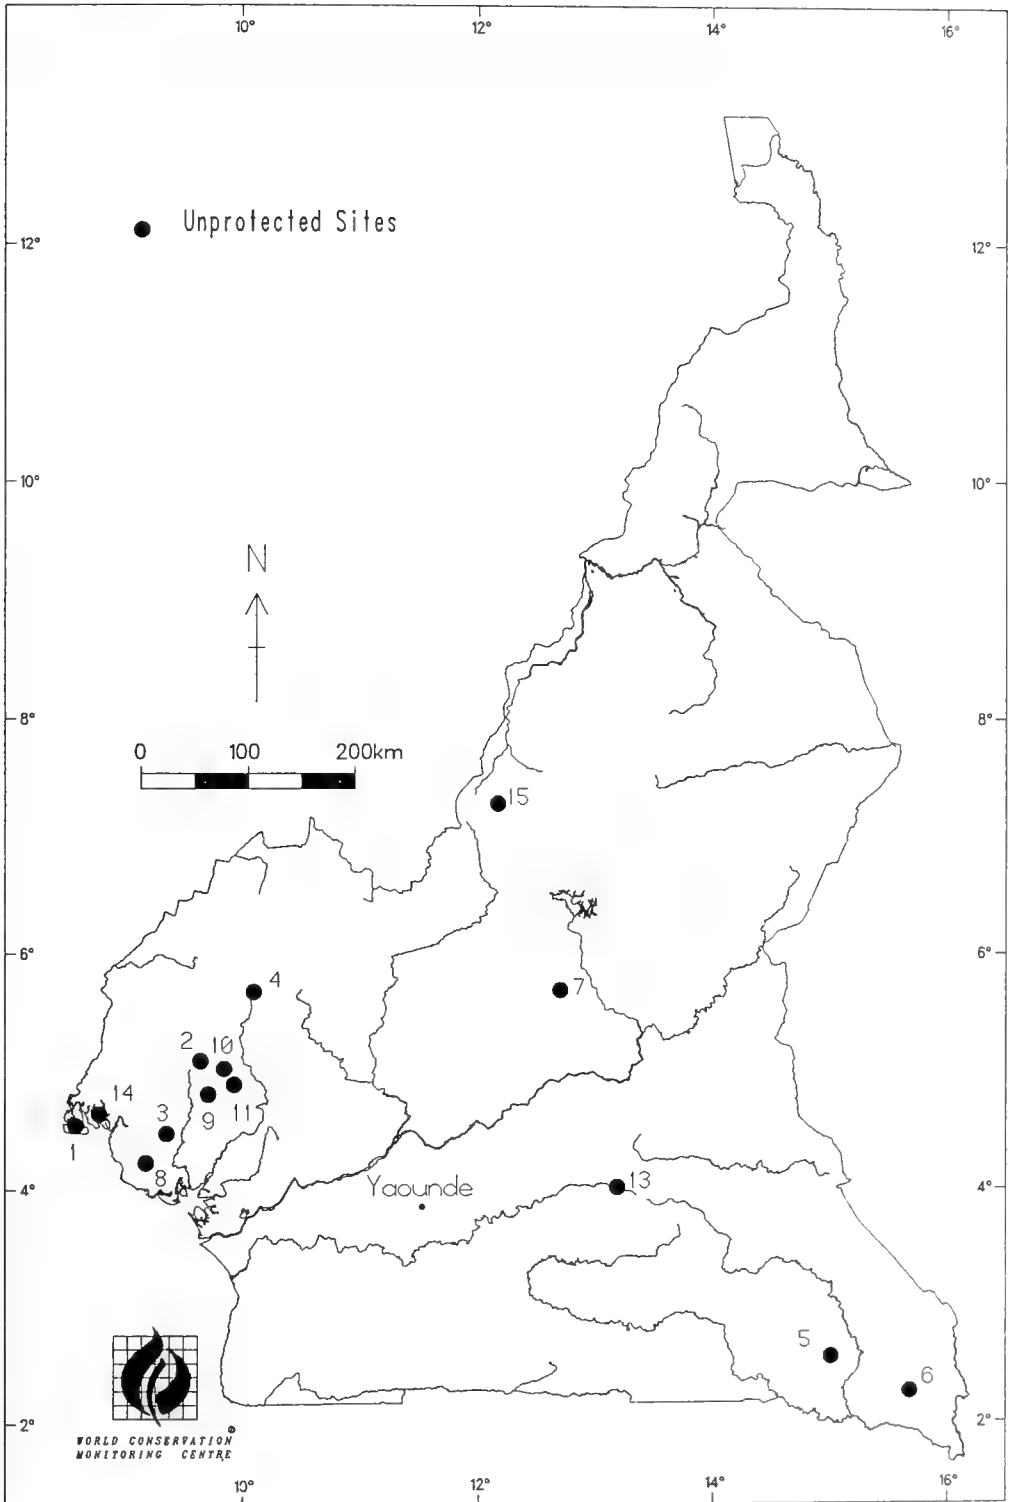 10° 12° 14° 16°
Unprotected Sites
12° 12°
10° 10°
N
8° 8°
0 100 200km
15
6° 6°
4
7
2 10
14
3
9 11
1
8
13
4° Yaounde 4°
5
6
2° 2°
WORLD CONSERVATION®
MONITORING CENTRE
10° 12° 14° 16°